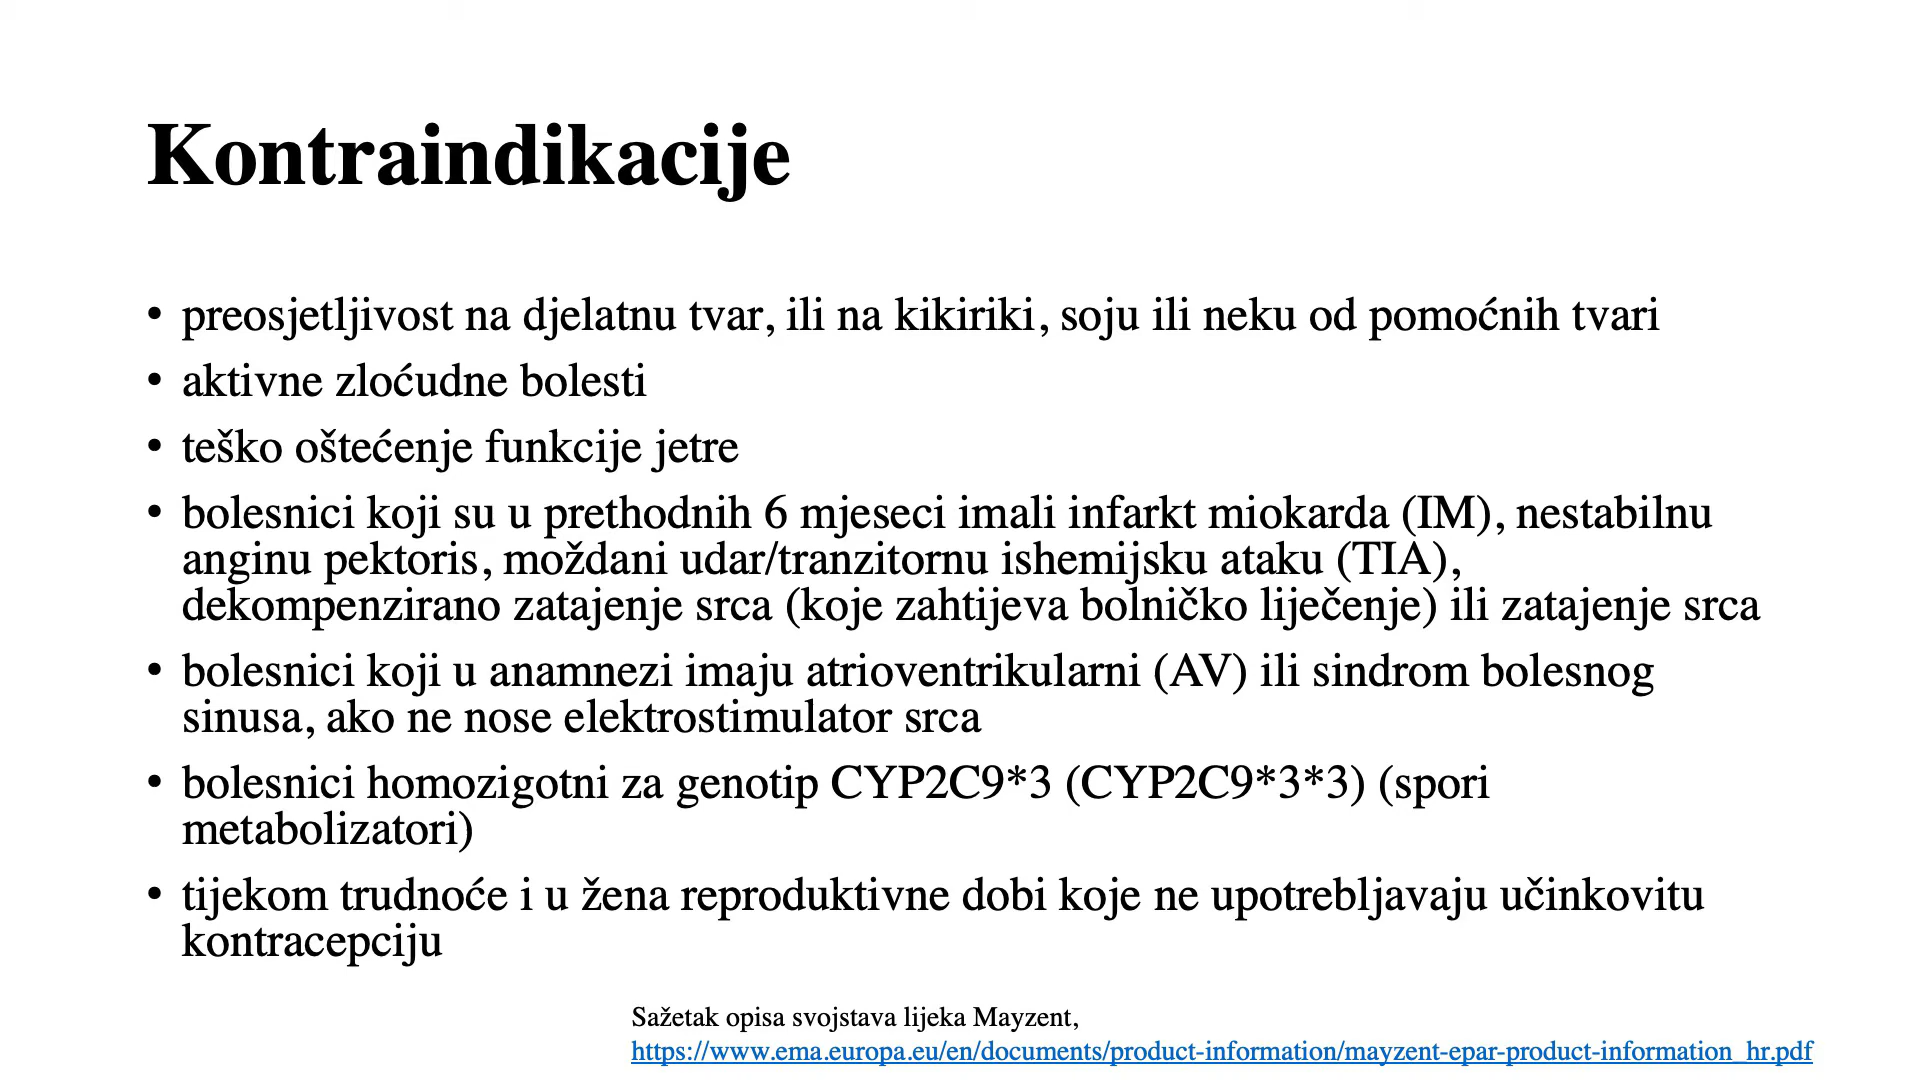 Kontraindikacije
• preosjetljivost na djelatnu tvar, ili na kikiriki, soju ili neku od pomoćnih tvari
• aktivne zloćudne bolesti
• teško oštećenje funkcije jetre
• bolesnici koji su u prethodnih 6 mjeseci imali infarkt miokarda (IM), nestabilnu
anginu pektoris, moždani udar/tranzitornu ishemijsku ataku (TIA),
dekompenzirano zatajenje srca (koje zahtijeva bolničko liječenje) ili zatajenje srca
• bolesnici koji u anamnezi imaju atrioventrikularni (AV) ili sindrom bolesnog
sinusa, ako ne nose elektrostimulator srca
• bolesnici homozigotni za genotip CYP2C9*3 (CYP2C9*3*3) (spori
metabolizatori)
• tijekom trudnoće i u žena reproduktivne dobi koje ne upotrebljavaju učinkovitu
kontracepciju
Sažetak opisa svojstava lijeka Mayzent,
https://www.ema.europa.eu/en/documents/product-information/mayzent-epar-product-information_hr.pdf